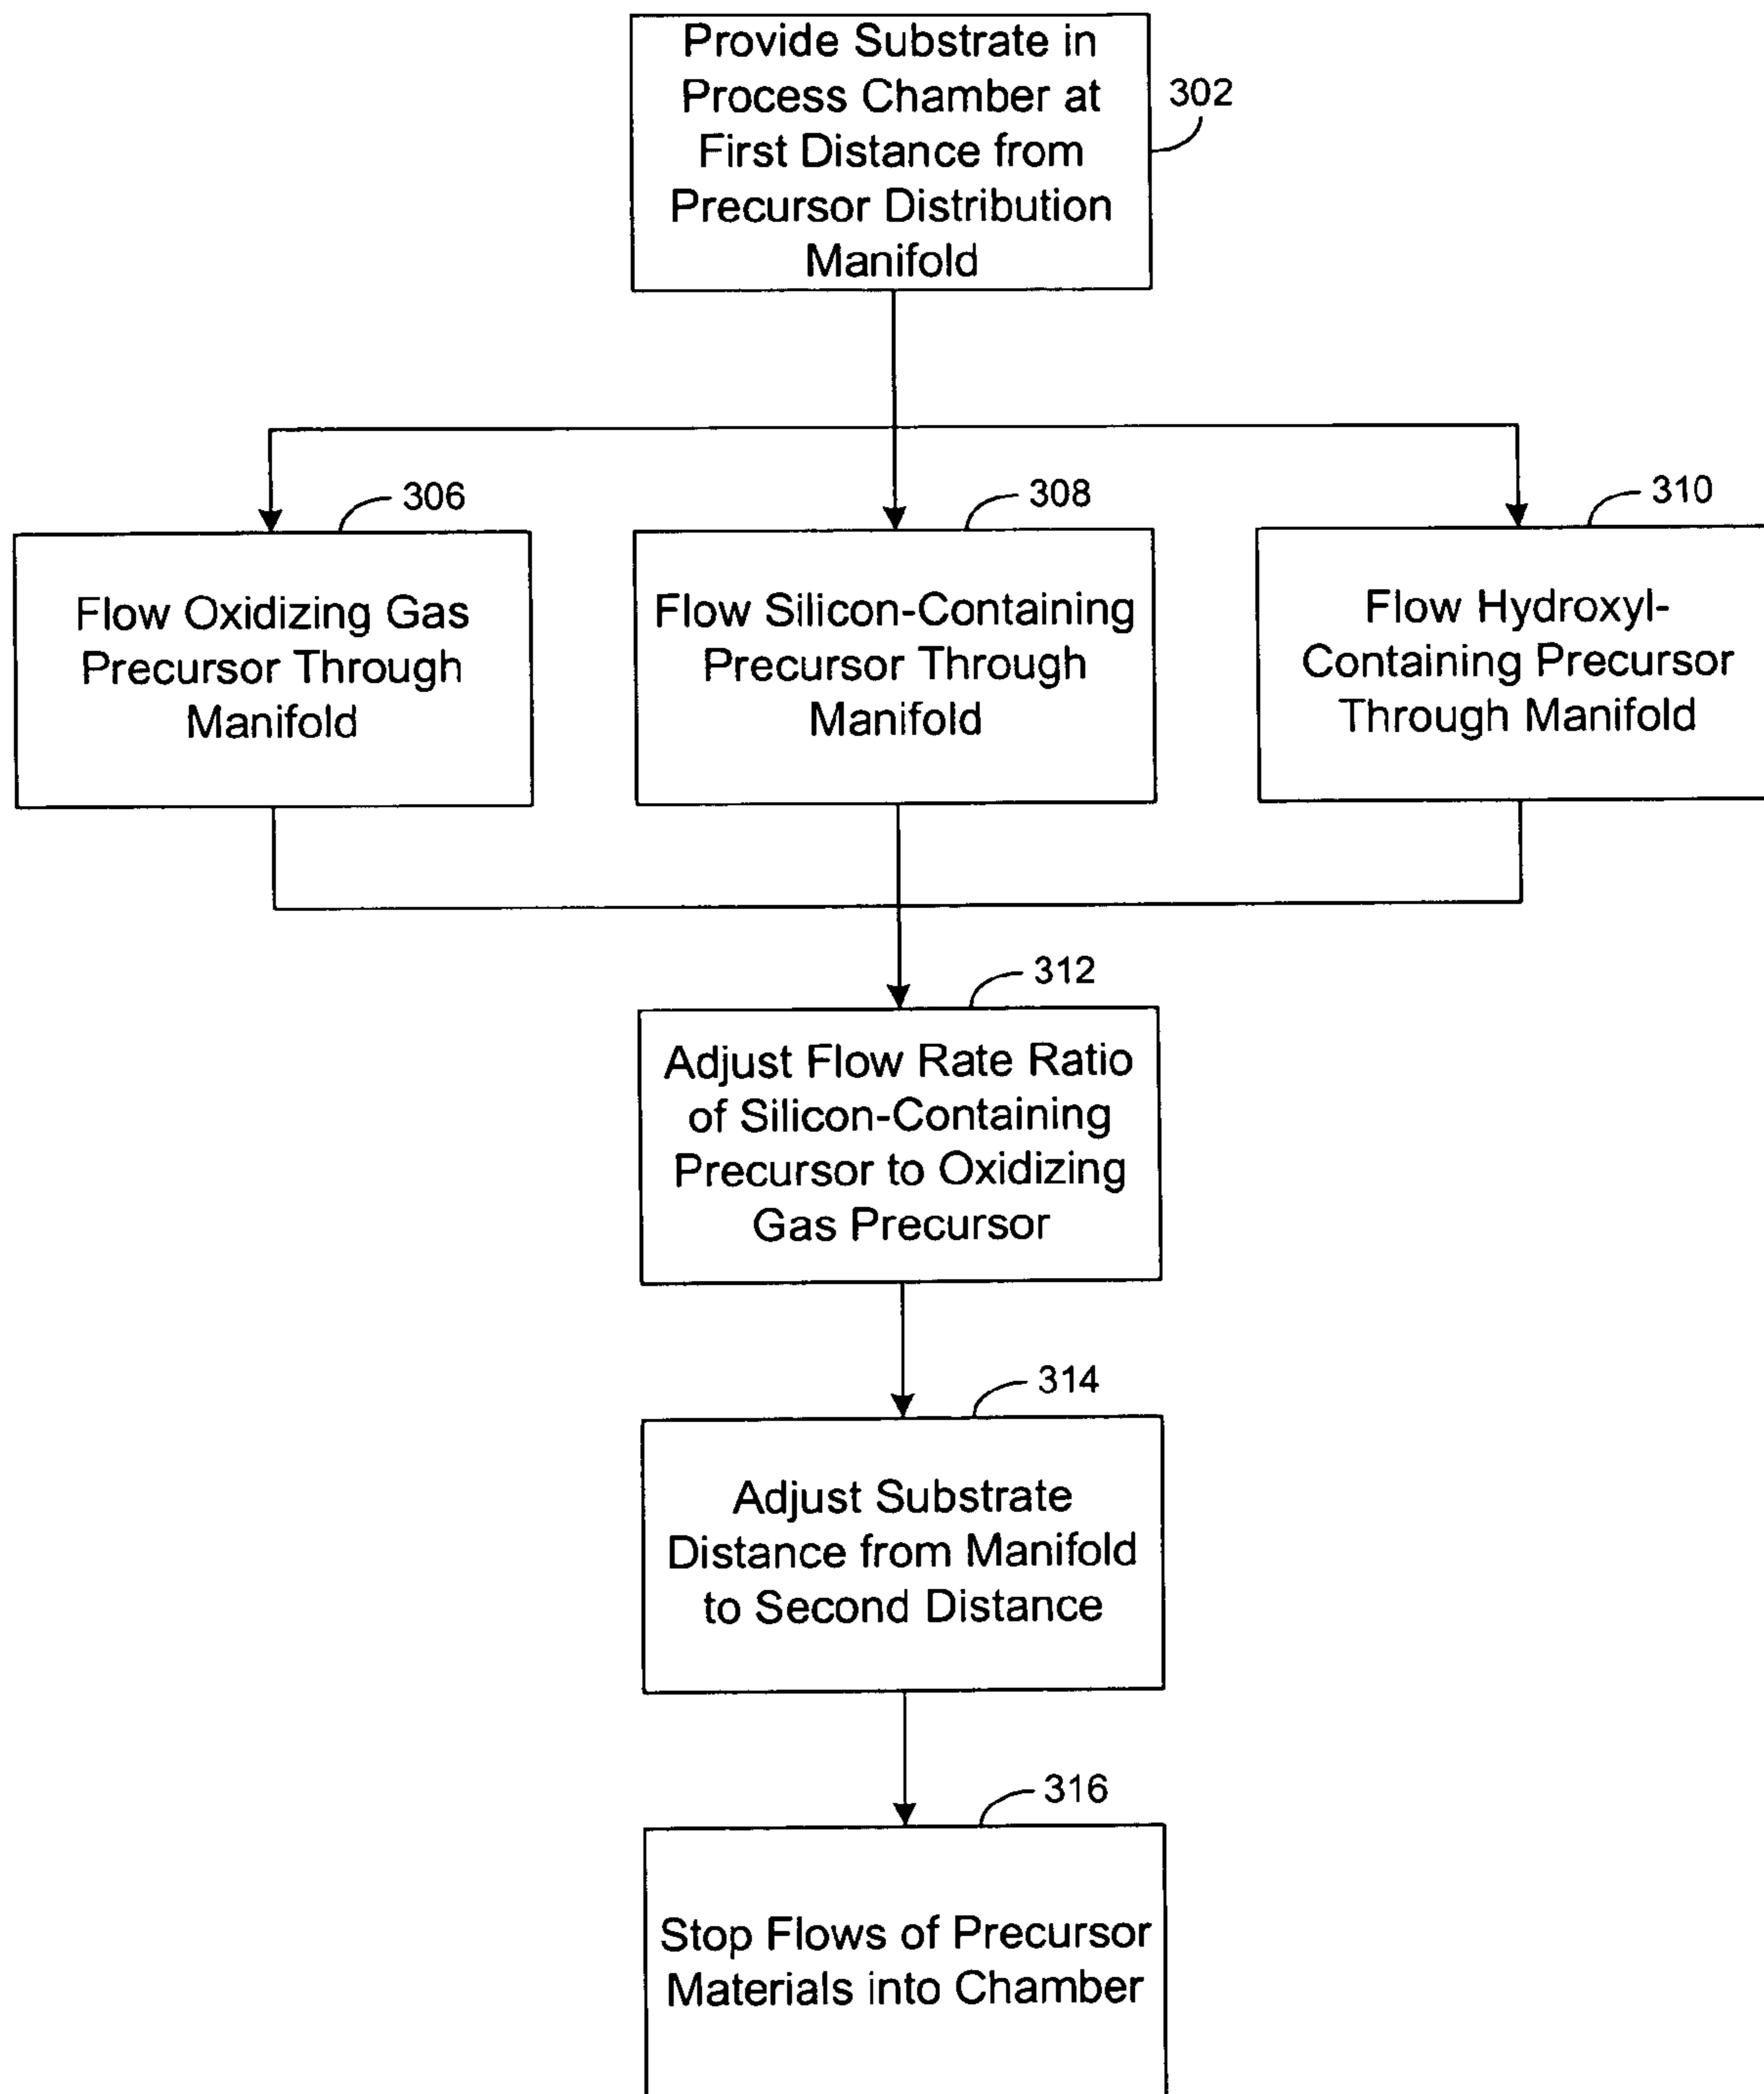 Provide Substrate in
Process Chamber at
First Distance from
Precursor Distribution
Manifold
302
306
Flow Oxidizing Gas
Precursor Through
Manifold
308
Flow Silicon-Containing
Precursor Through
Manifold
310
Flow Hydroxyl-
Containing Precursor
Through Manifold
312
Adjust Flow Rate Ratio
of Silicon-Containing
Precursor to Oxidizing
Gas Precursor
314
Adjust Substrate
Distance from Manifold
to Second Distance
316
Stop Flows of Precursor
Materials into Chamber